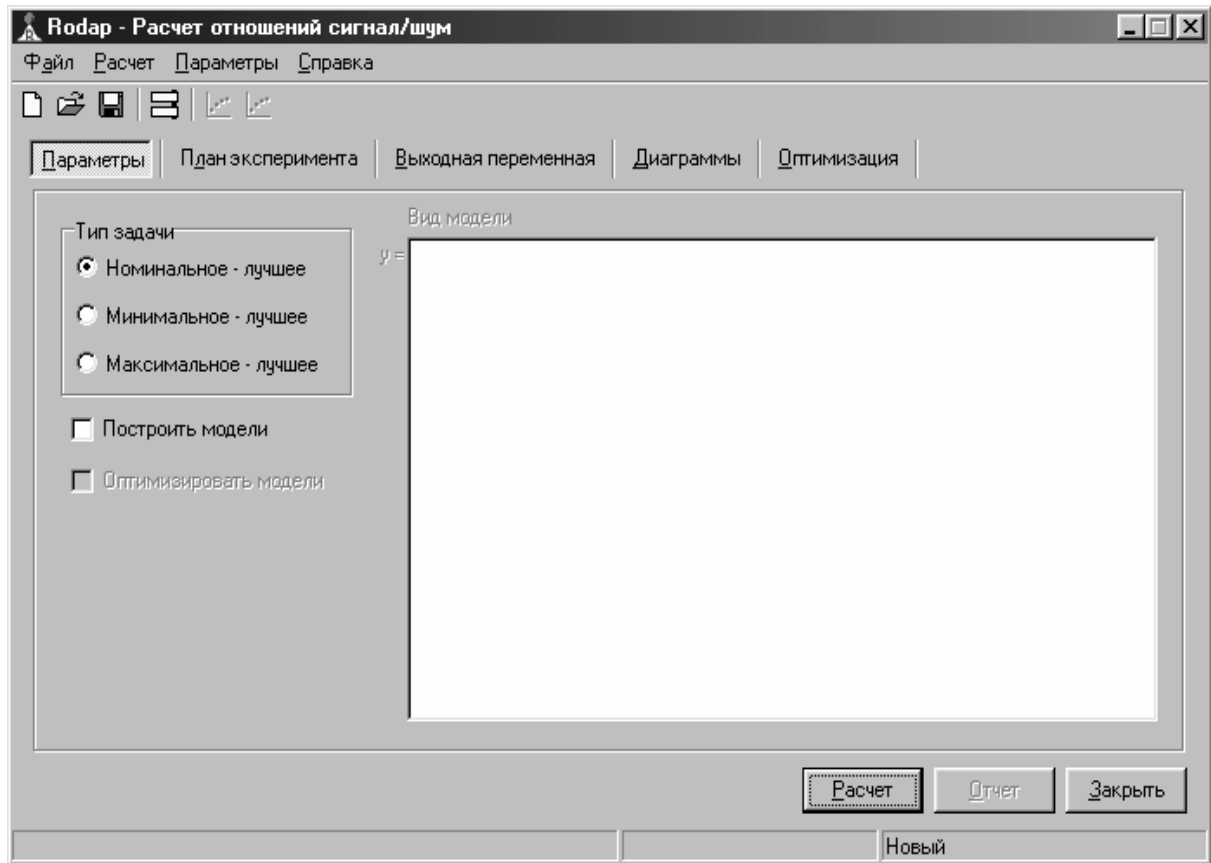 Rodap - Расчет отношений сигнал/шум
Файл Расчет Параметры Справка
Параметры План эксперимента Выходная переменная Диаграммы Оптимизация
Тип задачи
Номинальное - лучшее
Минимальное - лучшее
Максимальное - лучшее
Построить модели
Оптимизировать модели
Вид модели
y =
Расчет Отчет Закрыть
Новый